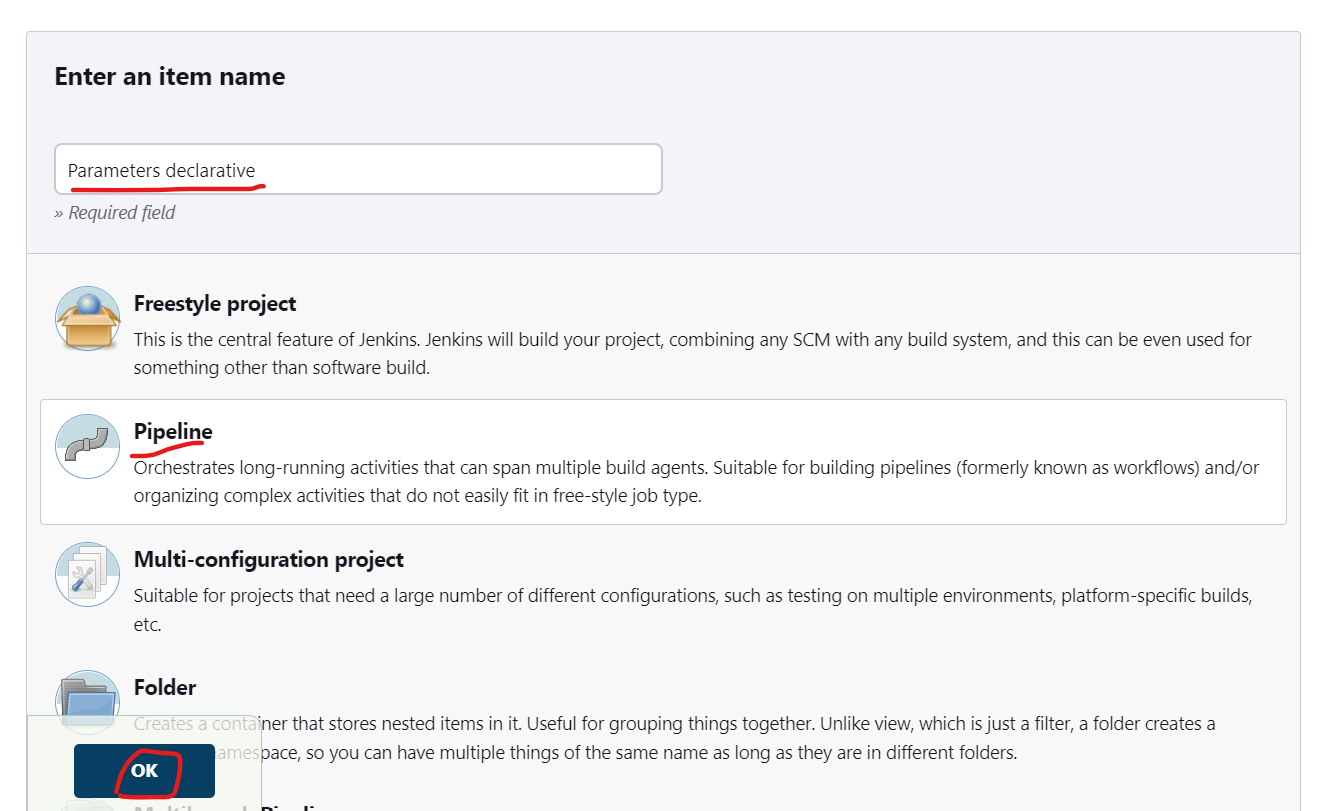 Enter an item name
Parameters declarative
» Required field
Freestyle project
This is the central feature of Jenkins. Jenkins will build your project, combining any SCM with any build system, and this can be even used for
something other than software build.
Pipeline
Orchestrates long-running activities that can span multiple build agents. Suitable for building pipelines (formerly known as workflows) and/or
organizing complex activities that do not easily fit in free-style job type.
Multi-configuration project
Suitable for projects that need a large number of different configurations, such as testing on multiple environments, platform-specific builds,
etc.
Folder
Creates a container that stores nested items in it. Useful for grouping things together. Unlike view, which is just a filter, a folder creates a
so you can have multiple things of the same name as long as they are in different folders.
OK